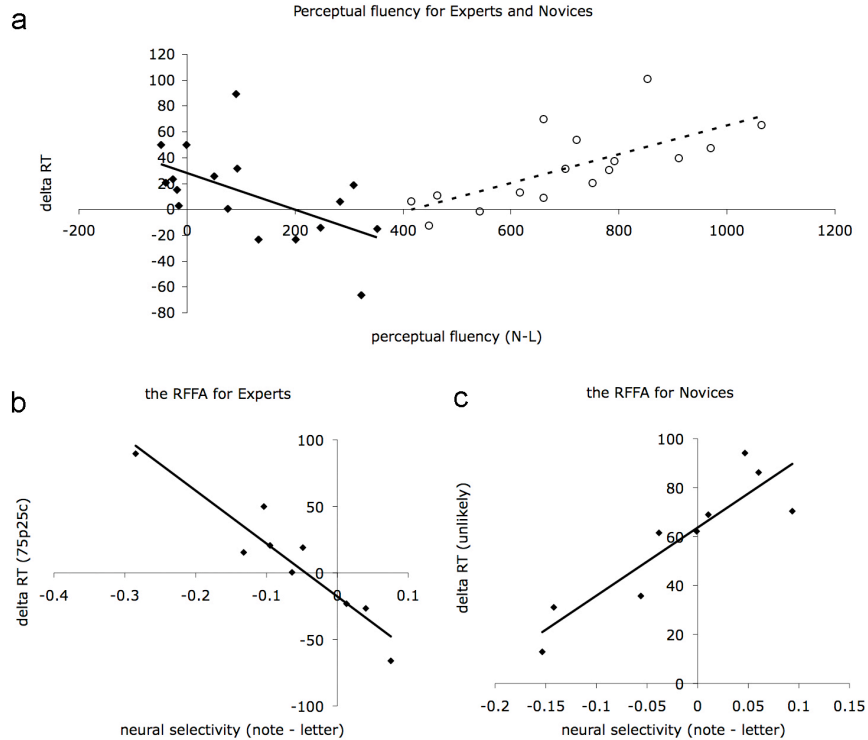 a
Perceptual fluency for Experts and Novices
delta RT
120
100
80
60
40
20
0
-20
-40
-60
-80
-200 0 200 400 600 800 1000 1200
perceptual fluency (N-L)
b
the RFFA for Experts
delta RT (75p25c)
100
50
0
-50
-100
-0.4 -0.3 -0.2 -0.1 0 0.1
neural selectivity (note - letter)
c
the RFFA for Novices
delta RT (unlikely)
100
80
60
40
20
0
-0.2 -0.15 -0.1 -0.05 0 0.05 0.1 0.15
neural selectivity (note - letter)